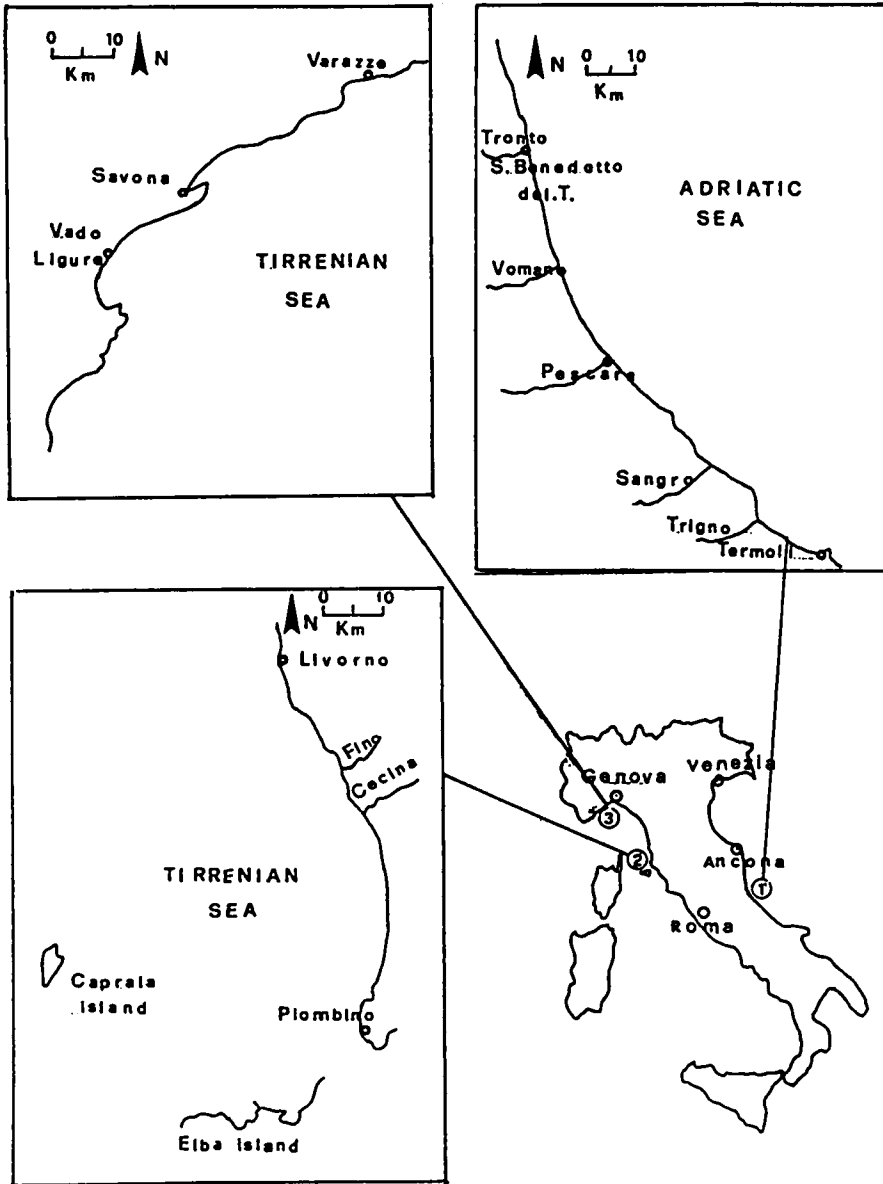 0 10
Km
N
Varazze
Savona
Vado
Ligure
TIRRENIAN
SEA
N
0 10
Km
Tronto
S.Benedetto
del.T.
ADRIATIC
SEA
Vomano
Pescara
Sangro
Trigno
Termoli
0 10
Km
N
Livorno
Fino
Cecina
TIRRENIAN
SEA
Capraia
island
Piombino
Elba island
Genova
Venezia
3
2
Ancona
1
Roma